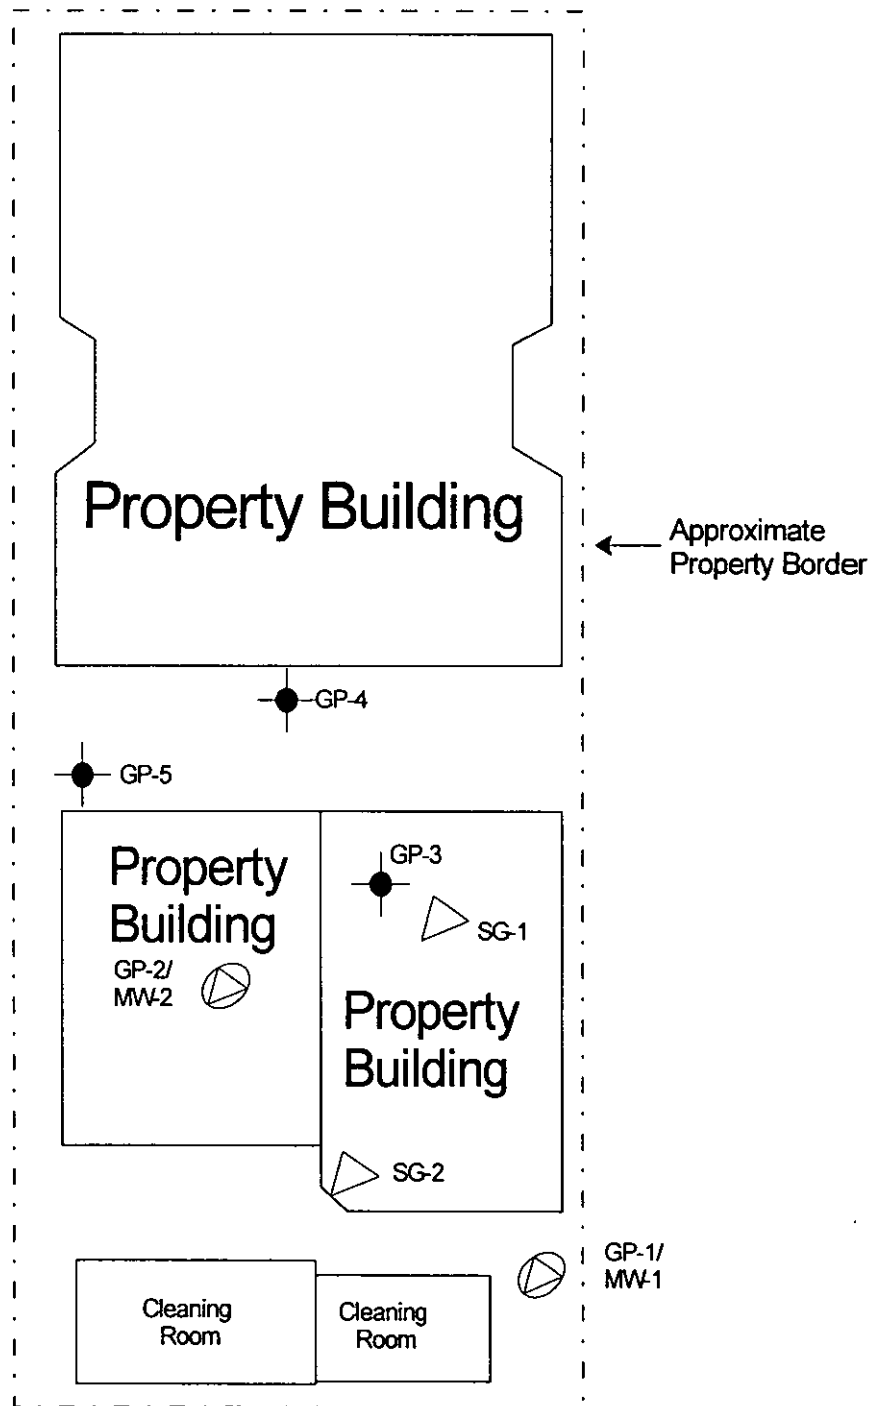 Property Building
Approximate
Property Border
GP-4
GP-5
Property
Building
GP-3
SG-1
GP-2/
MW-2
Property
Building
SG-2
GP-1/
MW-1
Cleaning
Room
Cleaning
Room